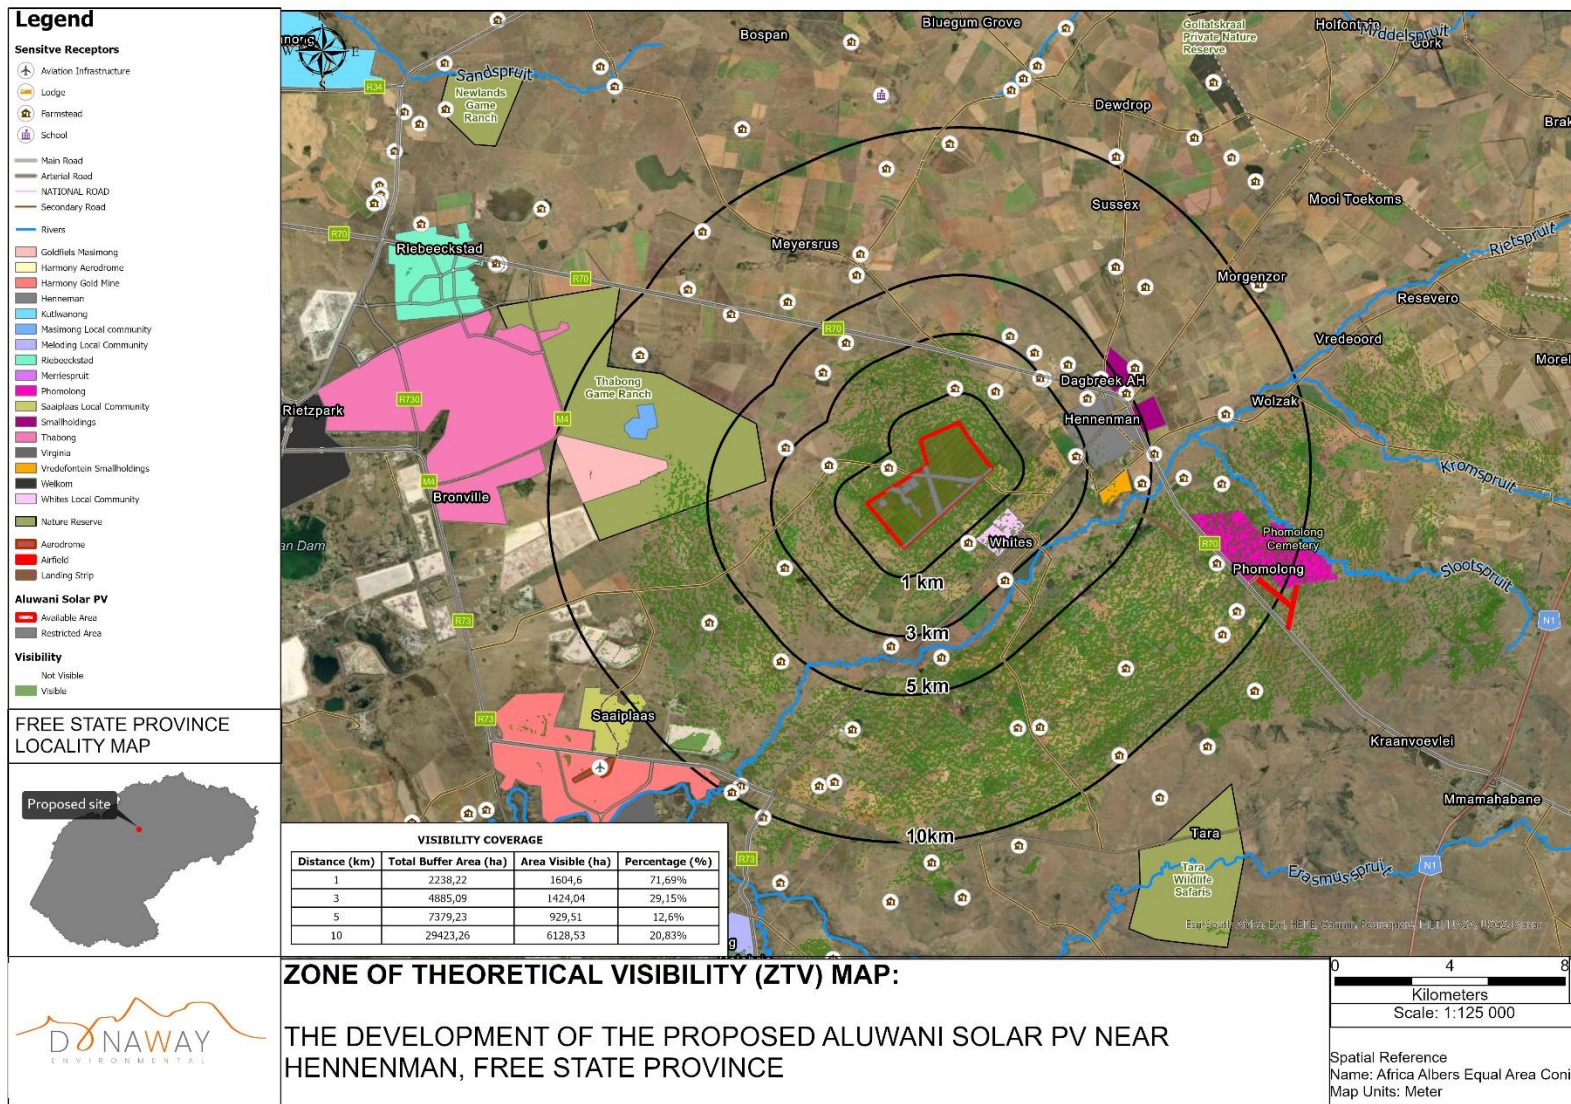 Legend
Sensitve Receptors
Aviation Infrastructure
Lodge
Farmstead
School
Main Road
Arterial Road
NATIONAL ROAD
Secondary Road
Rivers
Goldfiels Masimong
Harmony Aerodrome
Harmony Gold Mine
Henneman
Kutlwanong
Masimong Local community
Meloding Local Community
Riebeeckstad
Merriespruit
Phomolong
Saaiplaas Local Community
Smallholdings
Thabong
Virginia
Vredefontein Smallholdings
Welkom
Whites Local Community
Nature Reserve
Aerodrome
Airfield
Landing Strip
Aluwani Solar PV
Available Area
Restricted Area
Visibility
Not Visible
Visible
FREE STATE PROVINCE
LOCALITY MAP
Proposed site
DONAWAY
ENVIRONMENTAL
N
W
E
S
R34
Sandspruit
Newlands
Game
Ranch
Bospan
Bluegum Grove
Goliatskraal
Private Nature
Reserve
Holfontein
Middelspruit
Cork
Dewdrop
Brak
Mooi Toekoms
Sussex
R70
Riebeeckstad
Meyersrus
R70
Rietspruit
Morgenzor
Resevero
R70
Vredeoord
Morel
Thabong
Game Ranch
Dagbreek AH
Rietzpark
R730
M4
Hennenman
Wolzak
M4
Bronville
Kromspruit
an Dam
Whites
R70
Phomolong
Cemetery
Phomolong
Slootspruit
1 km
R73
N1
3 km
5 km
R73
Saaiplaas
Kraanvoevlei
Mmamahabane
10km
Tara
R73
Tara
Wildlife
Safaris
Erasmusspruit
N1
VISIBILITY COVERAGE
Distance (km) Total Buffer Area (ha) Area Visible (ha) Percentage (%)
1 2238,22 1604,6 71,69%
3 4885,09 1424,04 29,15%
5 7379,23 929,51 12,6%
10 29423,26 6128,53 20,83%
ZONE OF THEORETICAL VISIBILITY (ZTV) MAP:
THE DEVELOPMENT OF THE PROPOSED ALUWANI SOLAR PV NEAR
HENNENMAN, FREE STATE PROVINCE
0 4 8
Kilometers
Scale: 1:125 000
Spatial Reference
Name: Africa Albers Equal Area Coni
Map Units: Meter